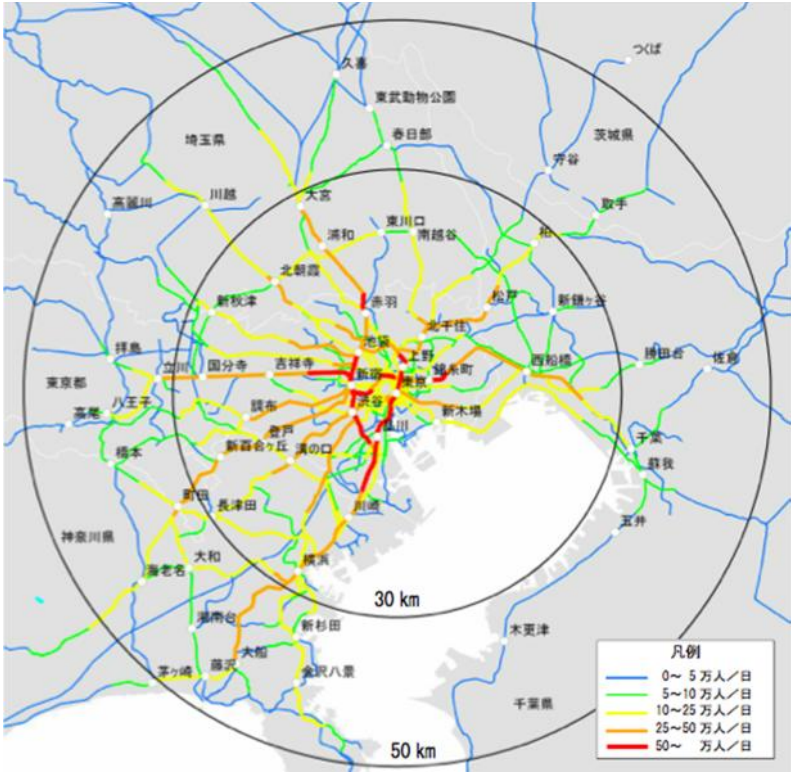 つくば
久喜
東武動物公園
茨城県
埼玉県
春日部
守谷
高麗川
川越
大宮
取手
東川口
南越谷
柏
浦和
北朝霞
新秋津
赤羽
松戸
新鎌ヶ谷
北千住
拝島
池袋
上野
西船橋
勝田台
佐倉
立川
国分寺
吉祥寺
新宿
東京
錦糸町
東京都
八王子
高尾
渋谷
調布
新木場
登戸
品川
千葉
橋本
新百合ヶ丘
溝の口
蘇我
町田
長津田
川崎
五井
神奈川県
大和
横浜
海老名
30 km
湘南台
新杉田
木更津
大船
茅ヶ崎
藤沢
金沢八景
千葉県
凡例
0～ 5 万人／日
5～10 万人／日
10～25 万人／日
25～50 万人／日
50～ 万人／日
50 km